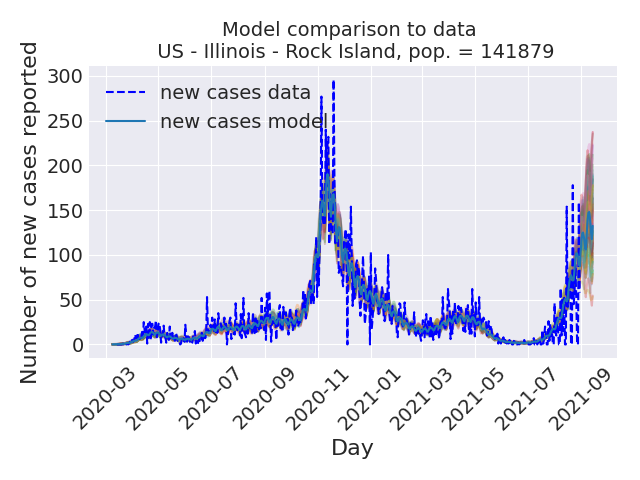 Model comparison to data
US - Illinois - Rock Island, pop. = 141879
Number of new cases reported
300
250
200
150
100
50
0
new cases data
new cases model
2020-03
2020-05
2020-07
2020-09
2020-11
2021-01
2021-03
2021-05
2021-07
2021-09
Day